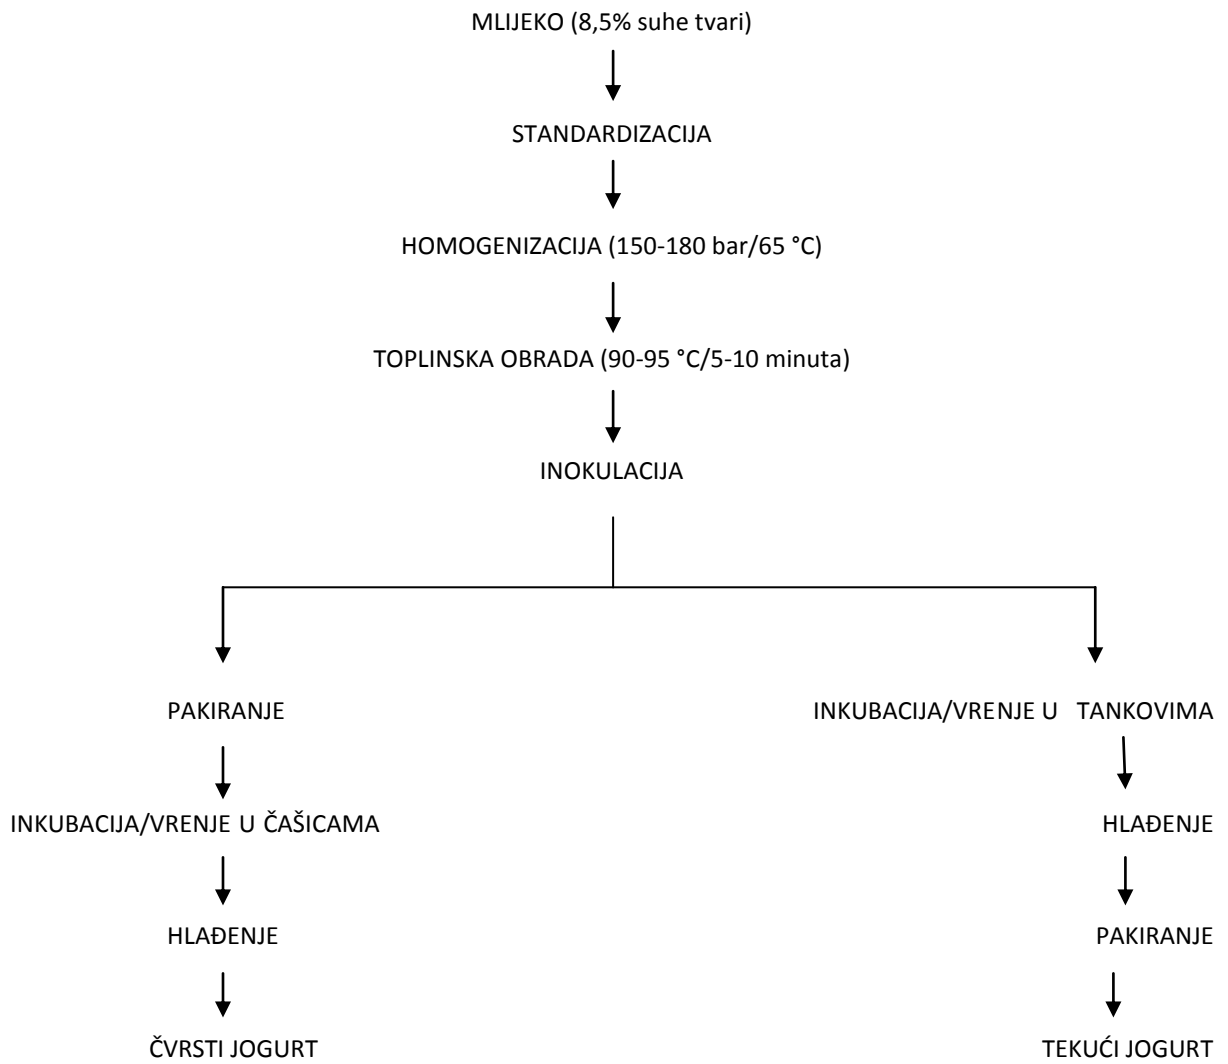 MLIJEKO (8,5% suhe tvari)
STANDARDIZACIJA
HOMOGENIZACIJA (150-180 bar/65 °C)
TOPLINSKA OBRADA (90-95 °C/5-10 minuta)
INOKULACIJA
PAKIRANJE
INKUBACIJA/VRENJE U ČAŠICAMA
HLAĐENJE
ČVRSTI JOGURT
INKUBACIJA/VRENJE U TANKOVIMA
HLAĐENJE
PAKIRANJE
TEKUĆI JOGURT